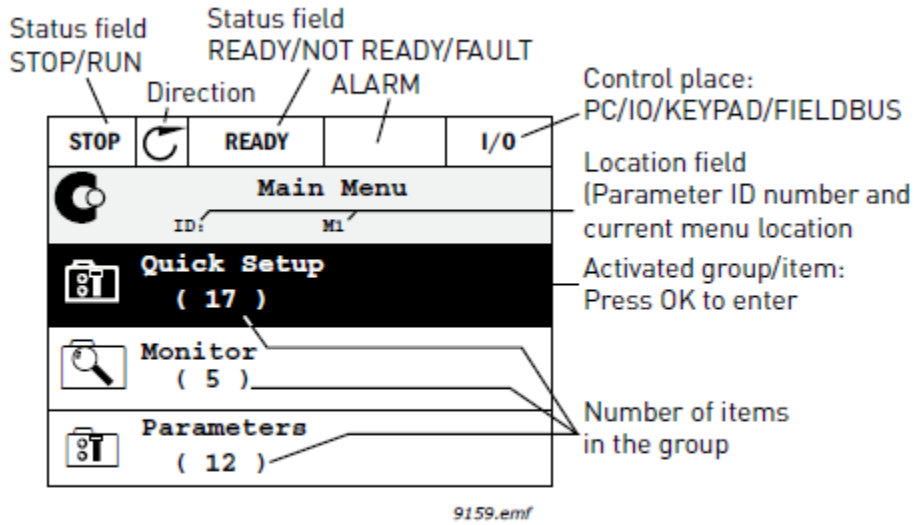 Status field
STOP/RUN
Direction
Status field
READY/NOT READY/FAULT
ALARM
Control place:
PC/IO/KEYPAD/FIELDBUS
STOP
READY
I/O
Main Menu
ID:
M1
Location field
(Parameter ID number and
current menu location
Quick Setup
( 17 )
Activated group/item:
Press OK to enter
Monitor
( 5 )
Parameters
( 12 )
Number of items
in the group
9159.emf